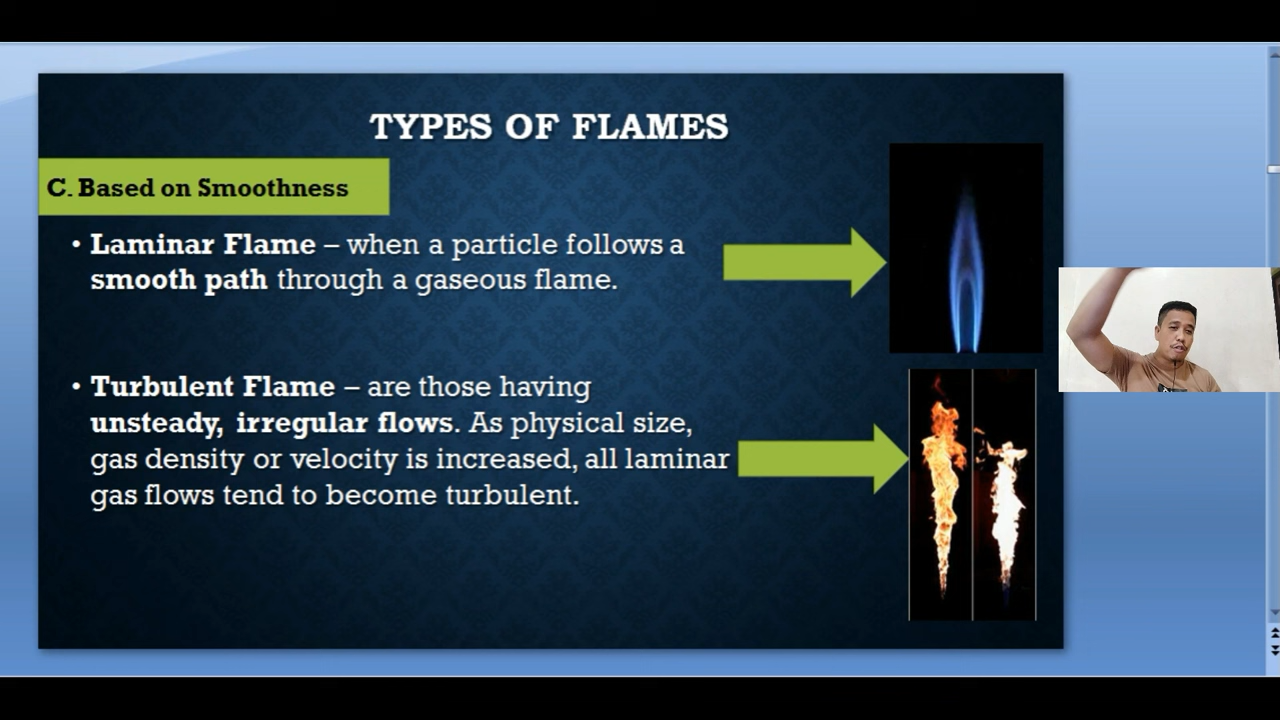 TYPES OF FLAMES
C. Based on Smoothness
• Laminar Flame – when a particle follows a
smooth path through a gaseous flame.
• Turbulent Flame – are those having
unsteady, irregular flows. As physical size,
gas density or velocity is increased, all laminar
gas flows tend to become turbulent.